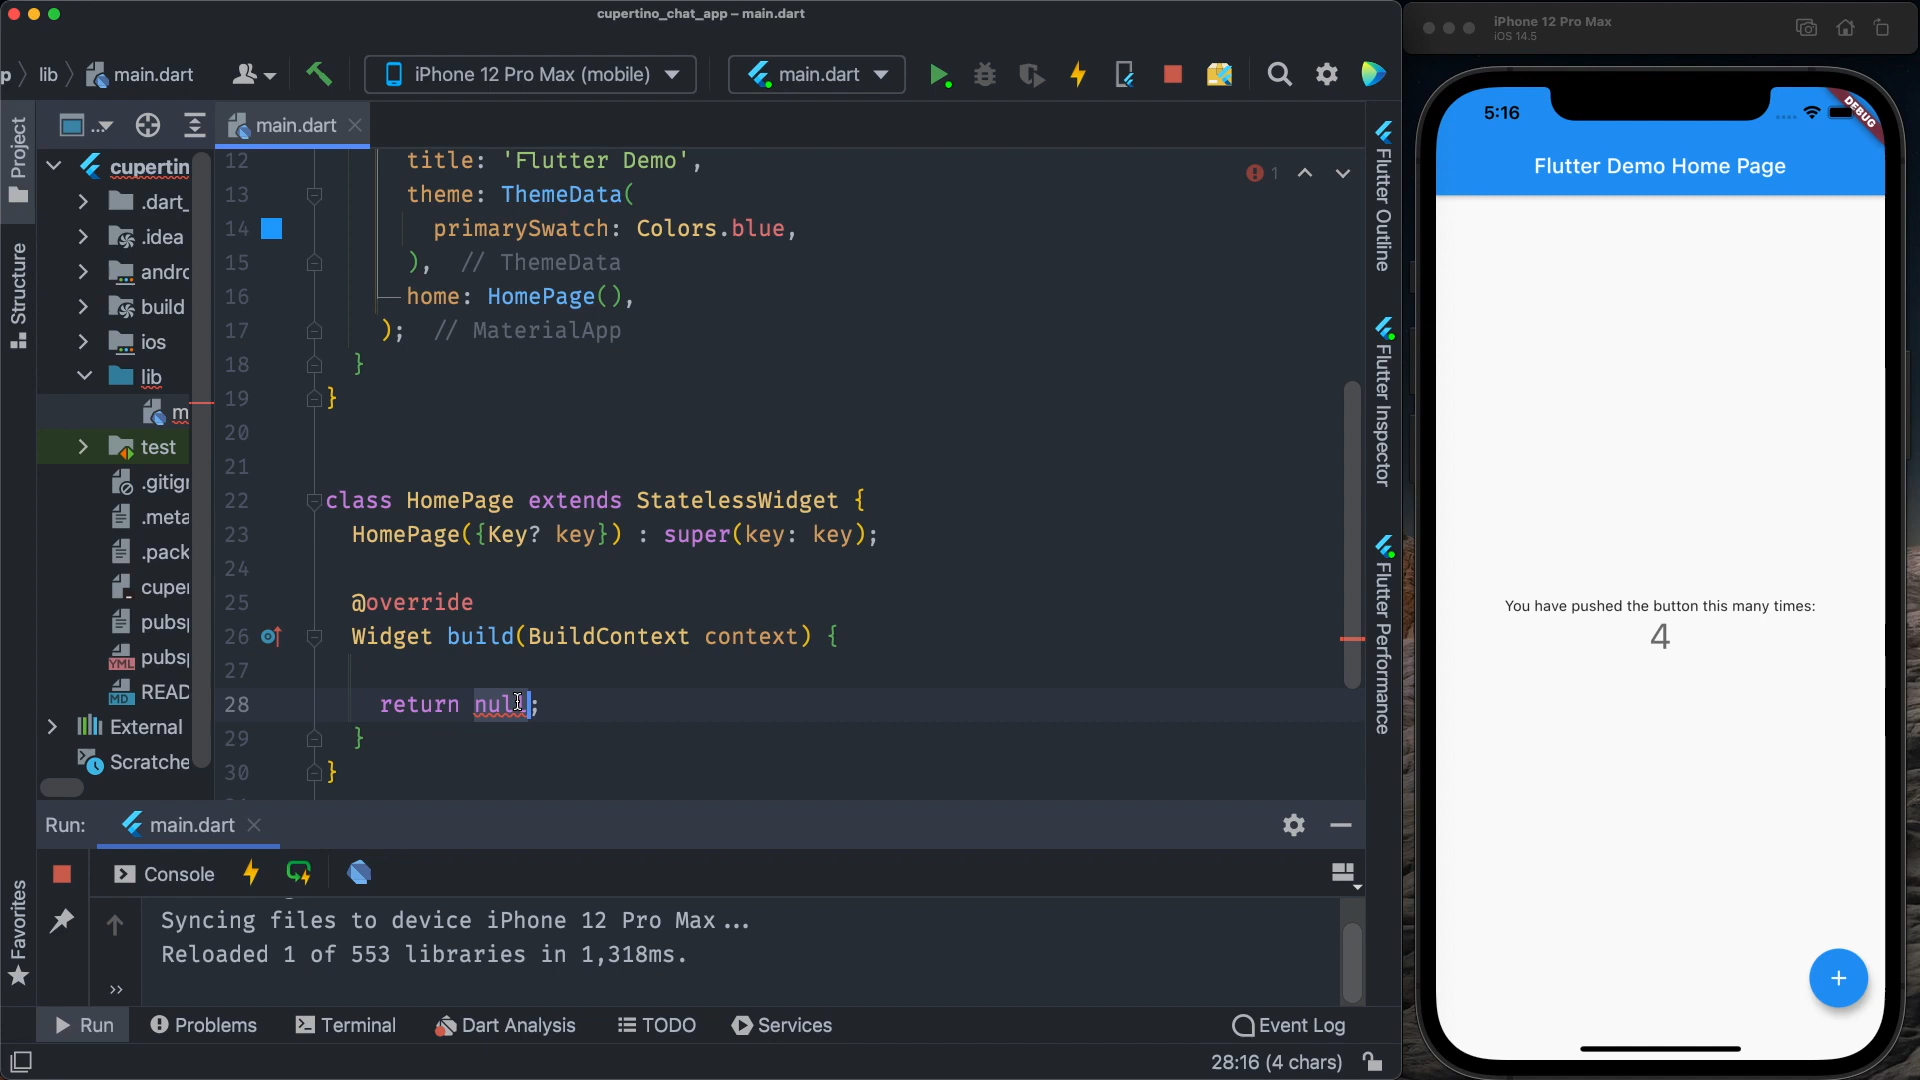 cupertino_chat_app – main.dart
p
lib
main.dart
iPhone 12 Pro Max (mobile)
main.dart
Project
Structure
Favorites
main.dart
cupertin
.dart_
.idea
andro
build
ios
lib
m
test
.gitigr
.meta
.pack
cuper
pubsp
YML pubsp
MD READ
External
Scratche
12 title: 'Flutter Demo',
13 theme: ThemeData(
14 primarySwatch: Colors.blue,
15 ), // ThemeData
16 home: HomePage(),
17 ); // MaterialApp
18 }
19 }
20
21
22 class HomePage extends StatelessWidget {
23 HomePage({Key? key}) : super(key: key);
24
25 @override
26 Widget build(BuildContext context) {
27
28 return null;
29 }
30 }
1
Flutter Outline
Flutter Inspector
Flutter Performance
Run:
main.dart
Console
Syncing files to device iPhone 12 Pro Max...
Reloaded 1 of 553 libraries in 1,318ms.
Run
Problems
Terminal
Dart Analysis
TODO
Services
Event Log
28:16 (4 chars)
iPhone 12 Pro Max
iOS 14.5
5:16
DEBUG
Flutter Demo Home Page
You have pushed the button this many times:
4
+